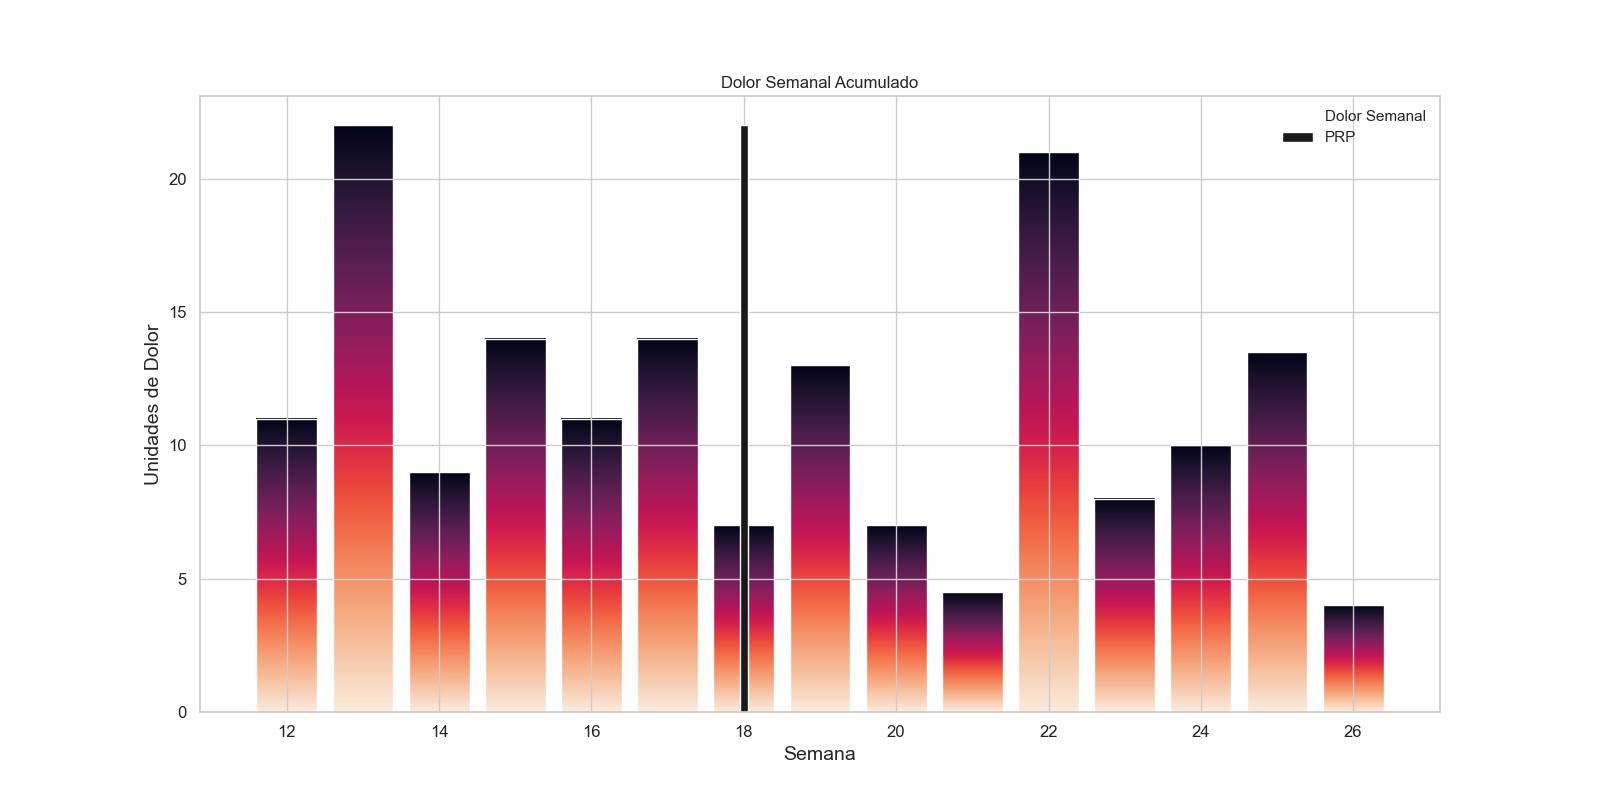 Dolor Semanal Acumulado
Dolor Semanal
PRP
Unidades de Dolor
20
15
10
5
0
12 14 16 18 20 22 24 26
Semana